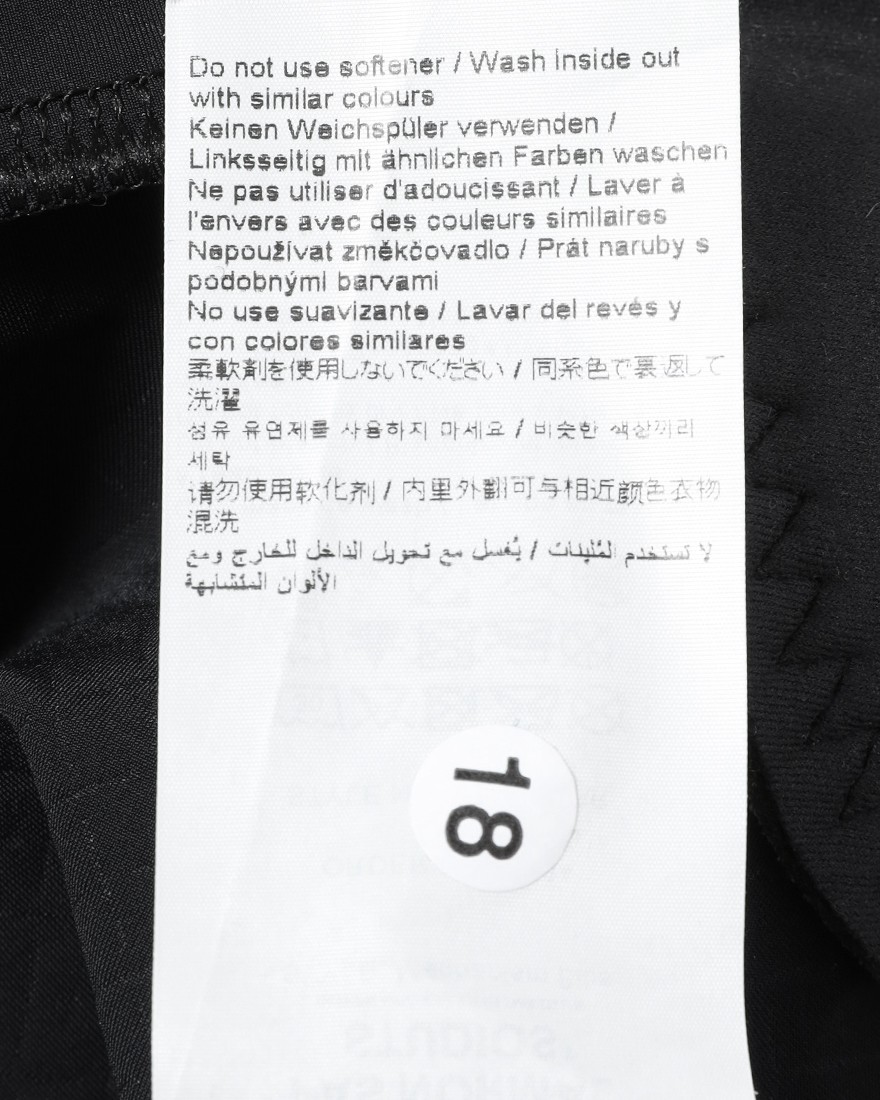 Do not use softener / Wash inside out
with similar colours
Keinen Weichspüler verwenden /
Linksseitig mit ähnlichen Farben waschen
Ne pas utiliser d'adoucissant / Laver à
l'envers avec des couleurs similaires
Nepoužívat změkčovadlo / Prát naruby s
podobnými barvami
No use suavizante / Lavar del revés y
con colores similares
柔軟剤を使用しないでください / 同系色で裏返して
洗濯
섬유 유연제를 사용하지 마세요 / 비슷한 색상끼리
세탁
请勿使用软化剂 / 内里外翻可与相近颜色衣物
混洗
لا تستخدم المُليّنات / يُغسل مع تحويل الداخل للخارج ومع
الألوان المتشابهة
18